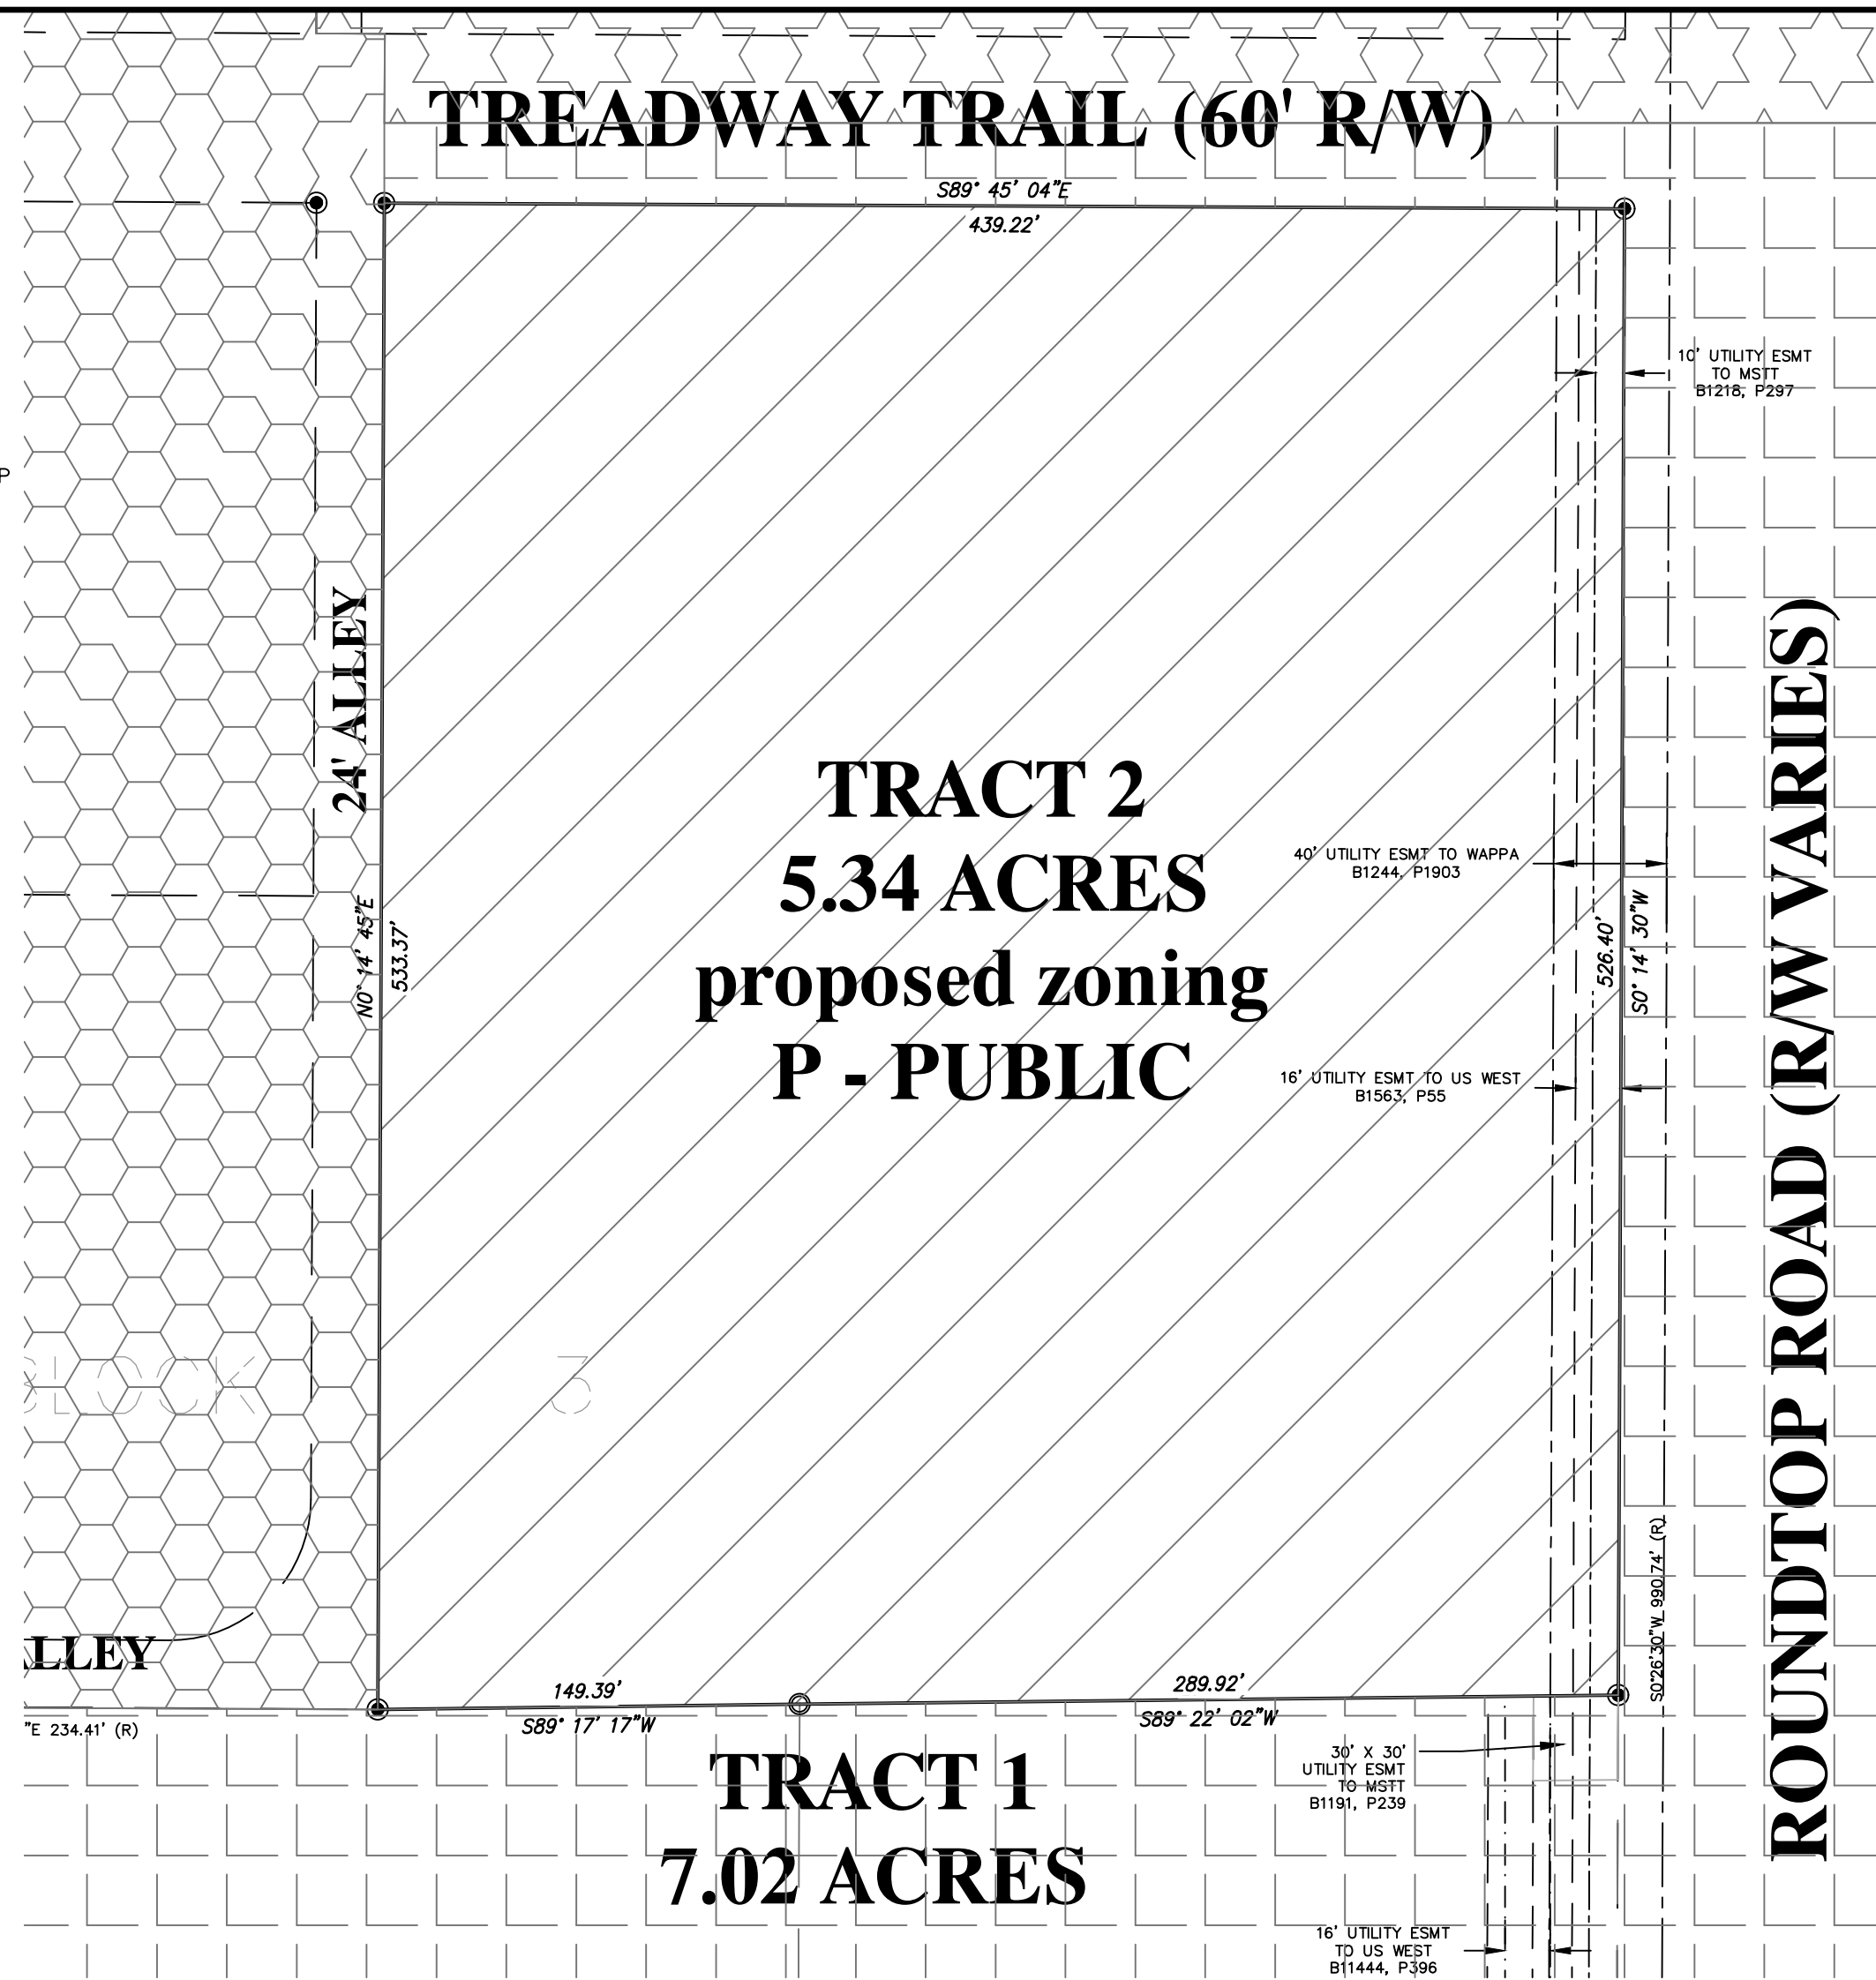 TREADWAY TRAIL (60' R/W)
S89° 45' 04"E
439.22'
10' UTILITY ESMT
TO MSTT
B1218, P297
P
24' ALLEY
N0° 14' 45"E
533.37'
TRACT 2
5.34 ACRES
proposed zoning
P - PUBLIC
40' UTILITY ESMT TO WAPPA
B1244, P1903
526.40'
S0° 14' 30"W
16' UTILITY ESMT TO US WEST
B1563, P55
ROUNDTOP ROAD (R/W VARIES)
BLOCK 3
S0°26'30"W 990.74' (R)
ALLEY
149.39'
S89° 17' 17"W
289.92'
S89° 22' 02"W
"E 234.41' (R)
TRACT 1
7.02 ACRES
30' X 30'
UTILITY ESMT
TO MSTT
B1191, P239
16' UTILITY ESMT
TO US WEST
B11444, P396